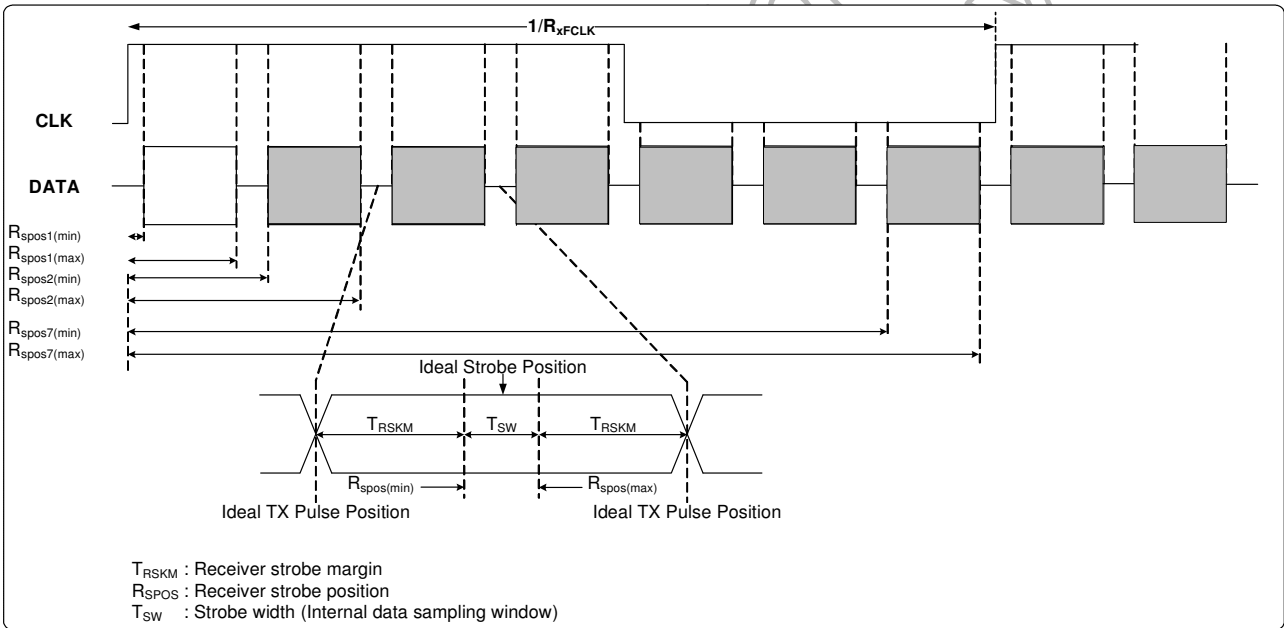 1/RxFCLK
CLK
DATA
Rspos1(min)
Rspos1(max)
Rspos2(min)
Rspos2(max)
Rspos7(min)
Rspos7(max)
Ideal Strobe Position
TRSKM TSW TRSKM
Rspos(min) Rspos(max)
Ideal TX Pulse Position Ideal TX Pulse Position
TRSKM : Receiver strobe margin
RSPOS : Receiver strobe position
TSW : Strobe width (Internal data sampling window)